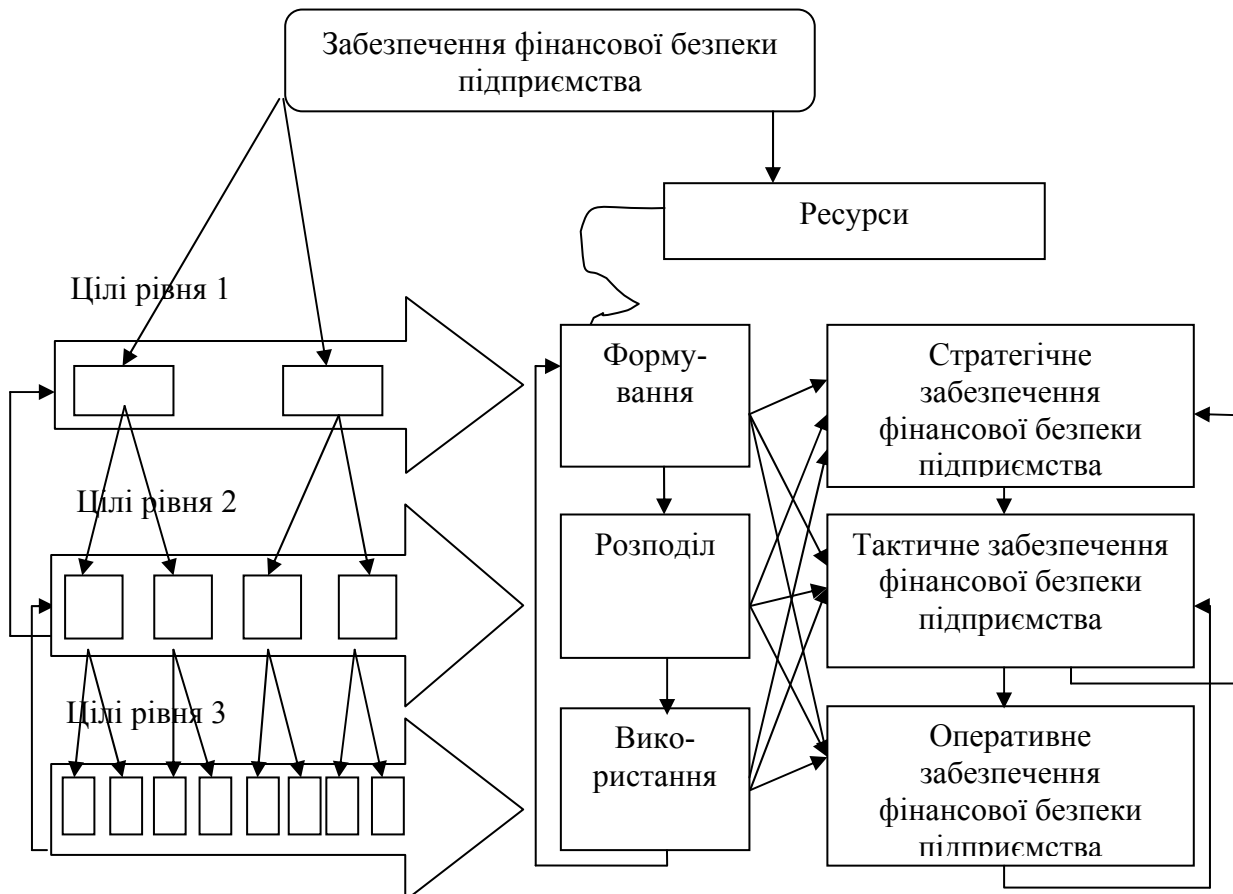 Забезпечення фінансової безпеки
підприємства
Ресурси
Цілі рівня 1
Форму-
вання
Стратегічне
забезпечення
фінансової безпеки
підприємства
Цілі рівня 2
Розподіл
Тактичне забезпечення
фінансової безпеки
підприємства
Цілі рівня 3
Вико-
ристання
Оперативне
забезпечення
фінансової безпеки
підприємства